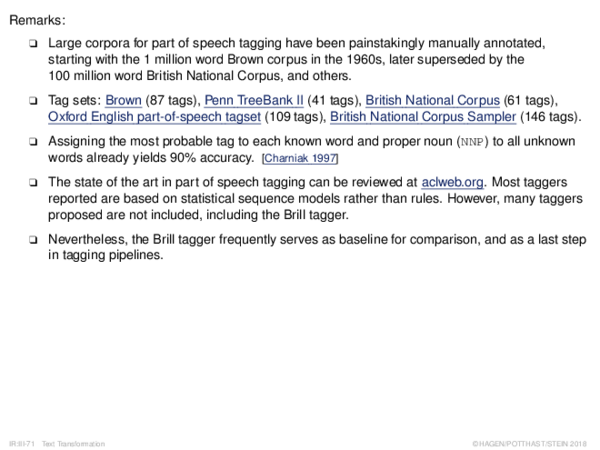 Remarks:
❑ Large corpora for part of speech tagging have been painstakingly manually annotated,
starting with the 1 million word Brown corpus in the 1960s, later superseded by the
100 million word British National Corpus, and others.
❑ Tag sets: Brown (87 tags), Penn TreeBank II (41 tags), British National Corpus (61 tags),
Oxford English part-of-speech tagset (109 tags), British National Corpus Sampler (146 tags).
❑ Assigning the most probable tag to each known word and proper noun (NNP) to all unknown
words already yields 90% accuracy. [Charniak 1997]
❑ The state of the art in part of speech tagging can be reviewed at aclweb.org. Most taggers
reported are based on statistical sequence models rather than rules. However, many taggers
proposed are not included, including the Brill tagger.
❑ Nevertheless, the Brill tagger frequently serves as baseline for comparison, and as a last step
in tagging pipelines.
IR:III-71 Text Transformation ©HAGEN/POTTHAST/STEIN 2018